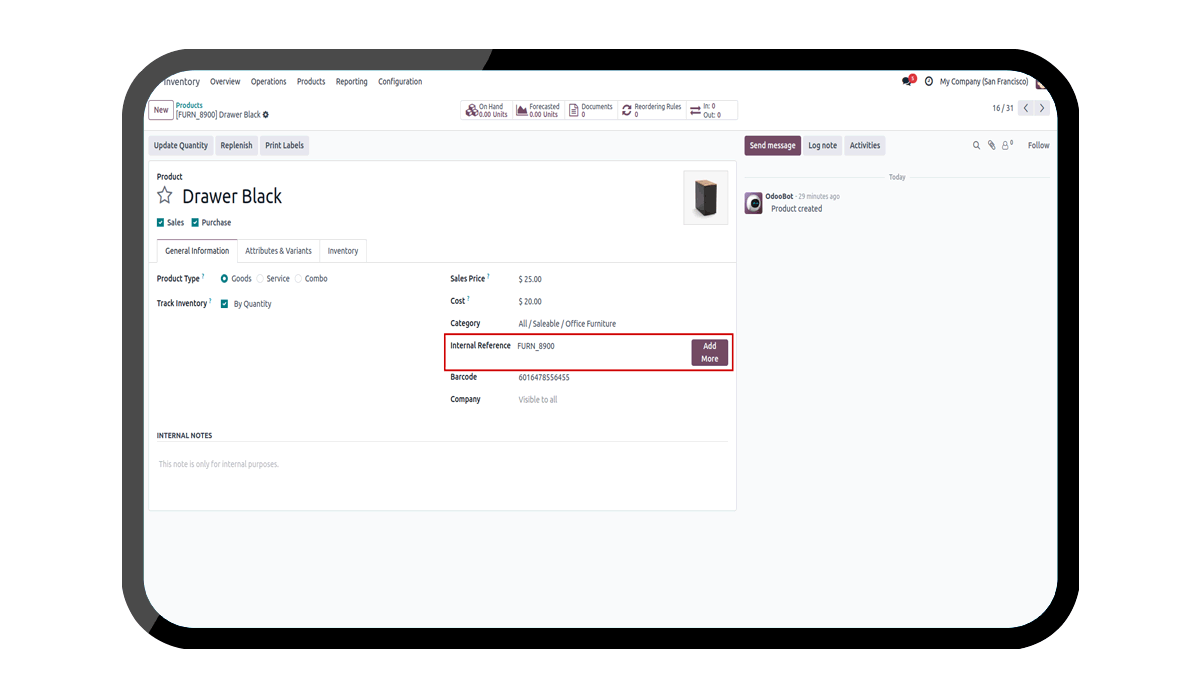 Inventory Overview Operations Products Reporting Configuration
5
My Company (San Francisco)
New
Products
[FURN_8900] Drawer Black
On Hand
0.00 Units
Forecasted
0.00 Units
Documents
0
Reordering Rules
0
In: 0
Out: 0
16 / 31
Update Quantity Replenish Print Labels
Send message Log note Activities
0
Follow
Product
Drawer Black
Sales Purchase
General Information Attributes & Variants Inventory
Product Type ? Goods Service Combo
Track Inventory ? By Quantity
Sales Price ? $ 25.00
Cost ? $ 20.00
Category All / Saleable / Office Furniture
Internal Reference FURN_8900
Add
More
Barcode 6016478556455
Company Visible to all
INTERNAL NOTES
This note is only for internal purposes.
Today
OdooBot - 29 minutes ago
Product created